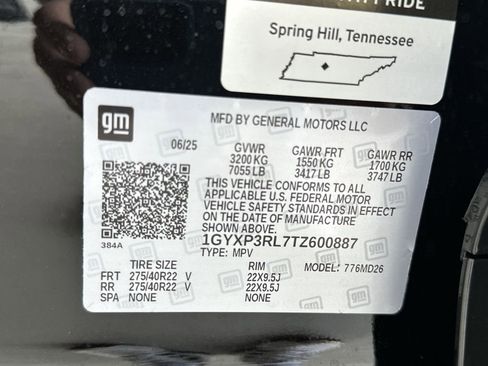 PRIDE
Spring Hill, Tennessee
gm
MFD BY GENERAL MOTORS LLC
06/25 GVWR GAWR FRT GAWR RR
3200 KG 1550 KG 1700 KG
7055 LB 3417 LB 3747 LB
THIS VEHICLE CONFORMS TO ALL
APPLICABLE U.S. FEDERAL MOTOR
VEHICLE SAFETY STANDARDS IN EFFECT
ON THE DATE OF MANUFACTURE
SHOWN ABOVE.
384A
1GYXP3RL7TZ600887
TYPE: MPV MODEL: 776MD26
TIRE SIZE RIM
FRT 275/40R22 V 22X9.5J
RR 275/40R22 V 22X9.5J
SPA NONE NONE